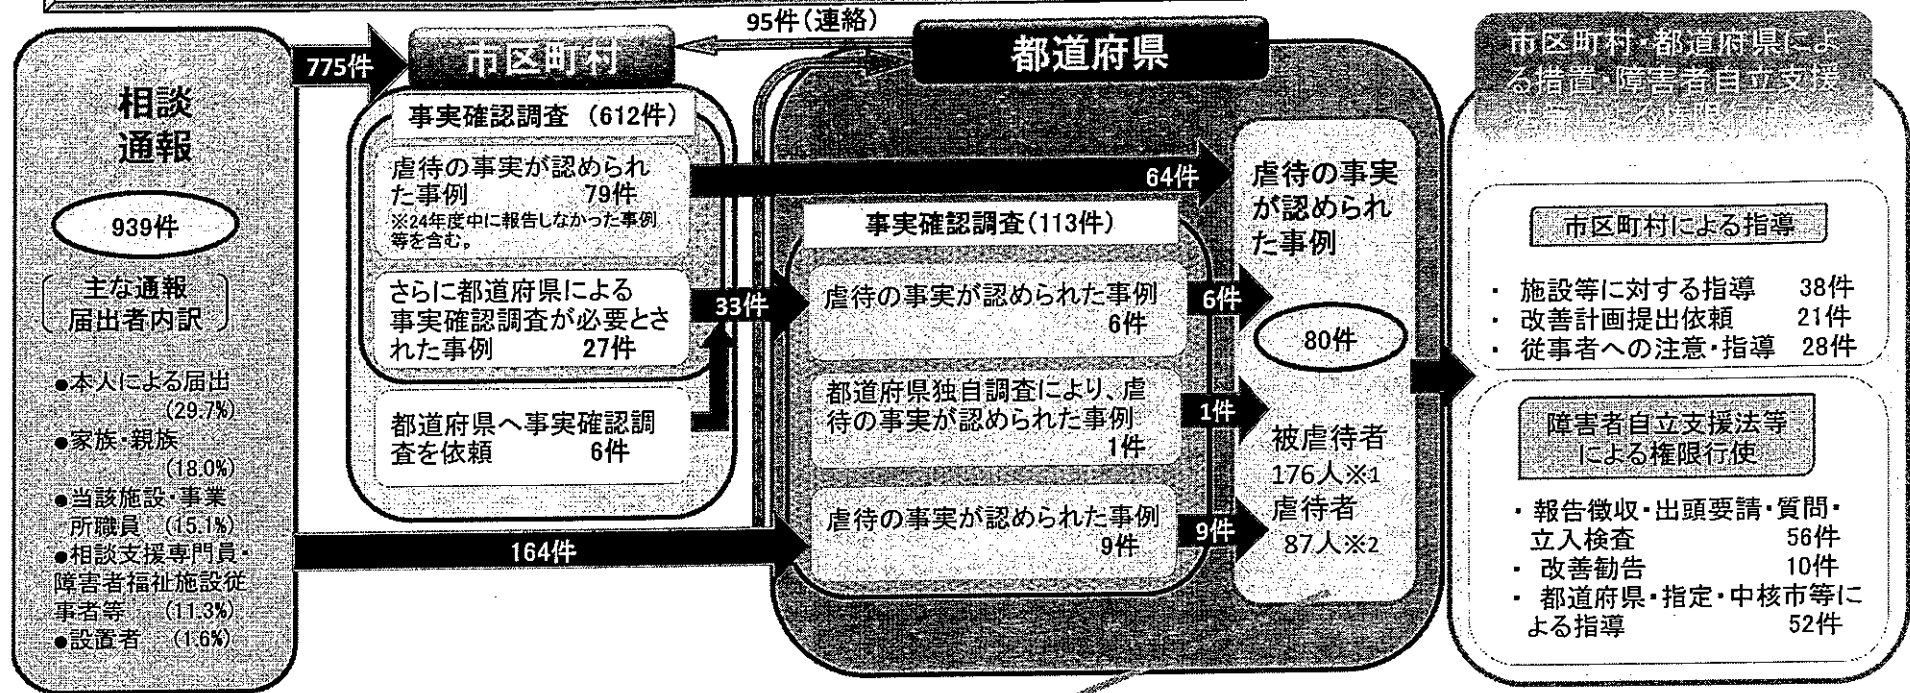 95件(連絡)
相談
通報
939件
主な通報
届出者内訳
●本人による届出
(29.7%)
●家族・親族
(18.0%)
●当該施設・事業
所職員 (15.1%)
●相談支援専門員・
障害者福祉施設従
事者等 (11.3%)
●設置者 (1.6%)
775件
164件
市区町村
事実確認調査 (612件)
虐待の事実が認められ
た事例 79件
※24年度中に報告しなかった事例
等を含む。
さらに都道府県による
事実確認調査が必要とさ
れた事例 27件
都道府県へ事実確認調
査を依頼 6件
33件
64件
都道府県
事実確認調査(113件)
虐待の事実が認められた事例
6件
都道府県独自調査により、虐
待の事実が認められた事例
1件
虐待の事実が認められた事例
9件
6件
1件
9件
虐待の事実
が認められ
た事例
80件
被虐待者
176人※1
虐待者
87人※2
市区町村・都道府県によ
る措置・障害者自立支援
市区町村による指導
・ 施設等に対する指導 38件
・ 改善計画提出依頼 21件
・ 従事者への注意・指導 28件
障害者自立支援法等
による権限行使
・ 報告徴収・出頭要請・質問・
立入検査 56件
・ 改善勧告 10件
・ 都道府県・指定・中核市等に
よる指導 52件